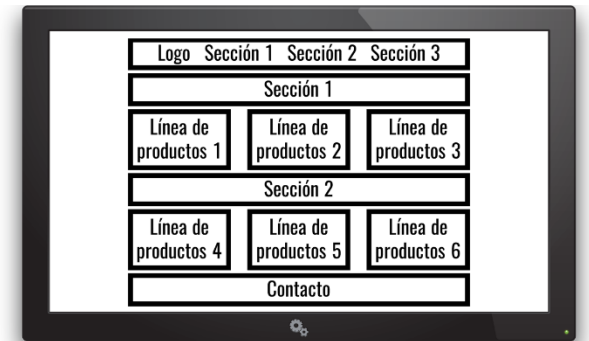 Logo Sección 1 Sección 2 Sección 3
Sección 1
Línea de
productos 1
Línea de
productos 2
Línea de
productos 3
Sección 2
Línea de
productos 4
Línea de
productos 5
Línea de
productos 6
Contacto